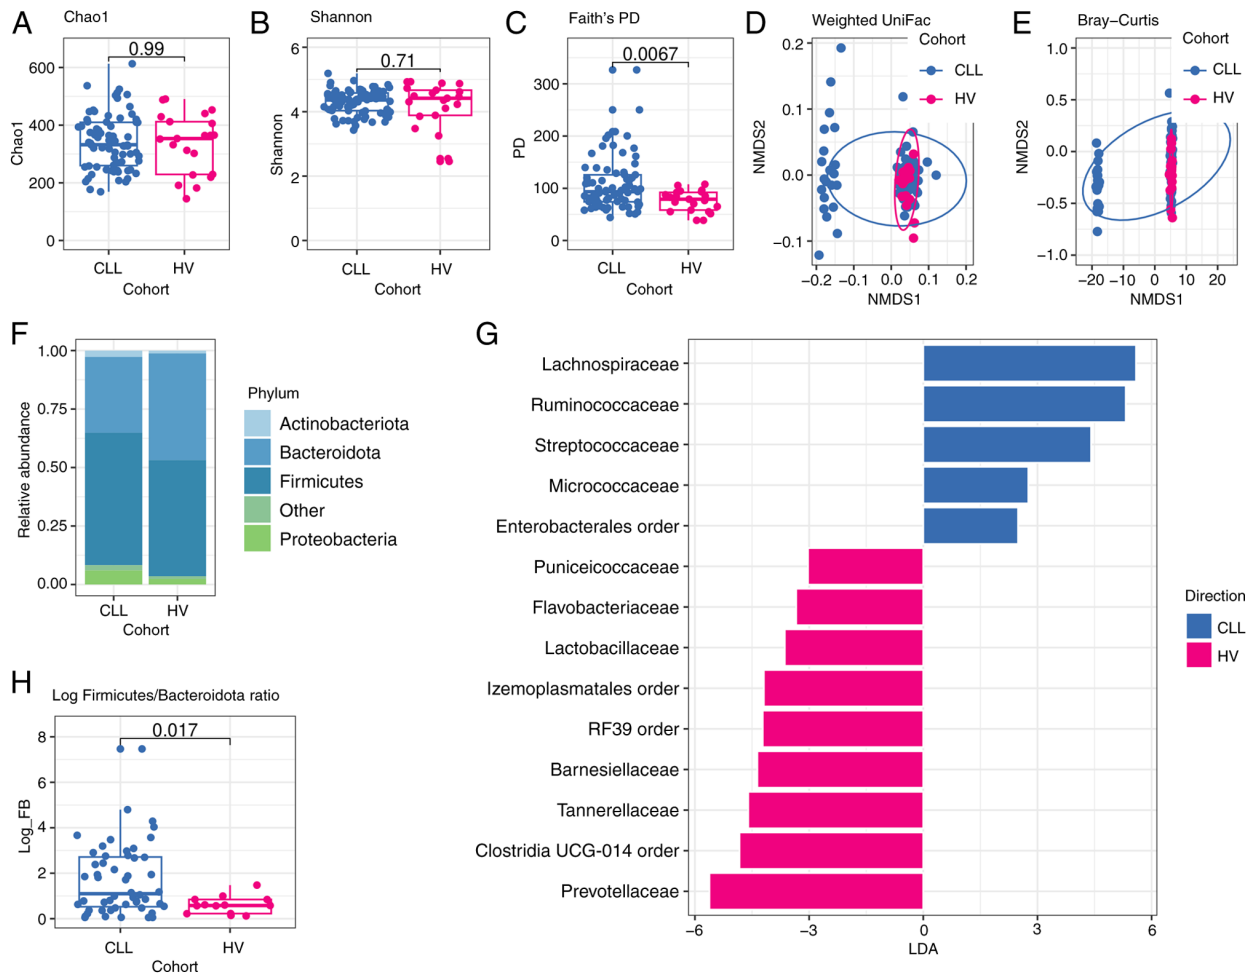 A
Chao1
0.99
600
400
200
0
Chao1
CLL
HV
Cohort
B
Shannon
0.71
6
4
2
0
Shannon
CLL
HV
Cohort
C
Faith's PD
0.0067
300
200
100
0
PD
CLL
HV
Cohort
D
Weighted UniFac
Cohort
CLL
HV
0.2
0.1
0.0
−0.1
NMDS2
−0.2
−0.1
0.0
0.1
0.2
NMDS1
E
Bray−Curtis
Cohort
CLL
HV
1.0
0.5
0.0
−0.5
−1.0
NMDS2
−20
−10
0
10
20
NMDS1
F
1.00
0.75
0.50
0.25
0.00
Relative abundance
CLL
HV
Cohort
Phylum
Actinobacteriota
Bacteroidota
Firmicutes
Other
Proteobacteria
G
Lachnospiraceae
Ruminococcaceae
Streptococcaceae
Micrococcaceae
Enterobacterales order
Puniceicoccaceae
Flavobacteriaceae
Lactobacillaceae
Izemoplasmatales order
RF39 order
Barnesiellaceae
Tannerellaceae
Clostridia UCG-014 order
Prevotellaceae
−6
−3
0
3
6
LDA
Direction
CLL
HV
H
Log Firmicutes/Bacteroidota ratio
0.017
8
6
4
2
0
Log_FB
CLL
HV
Cohort